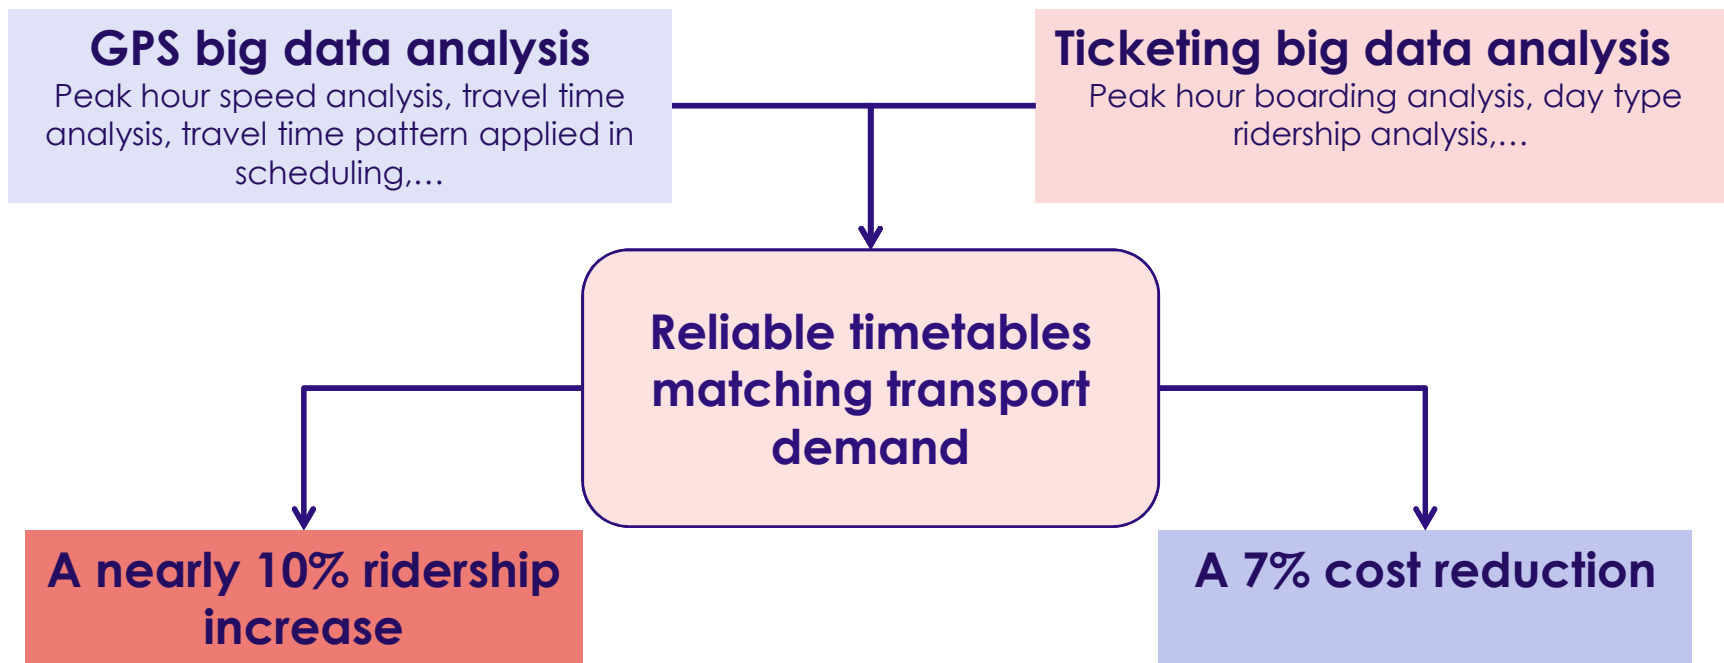 GPS big data analysis
Peak hour speed analysis, travel time
analysis, travel time pattern applied in
scheduling,…
Ticketing big data analysis
Peak hour boarding analysis, day type
ridership analysis,…
Reliable timetables
matching transport
demand
A nearly 10% ridership
increase
A 7% cost reduction